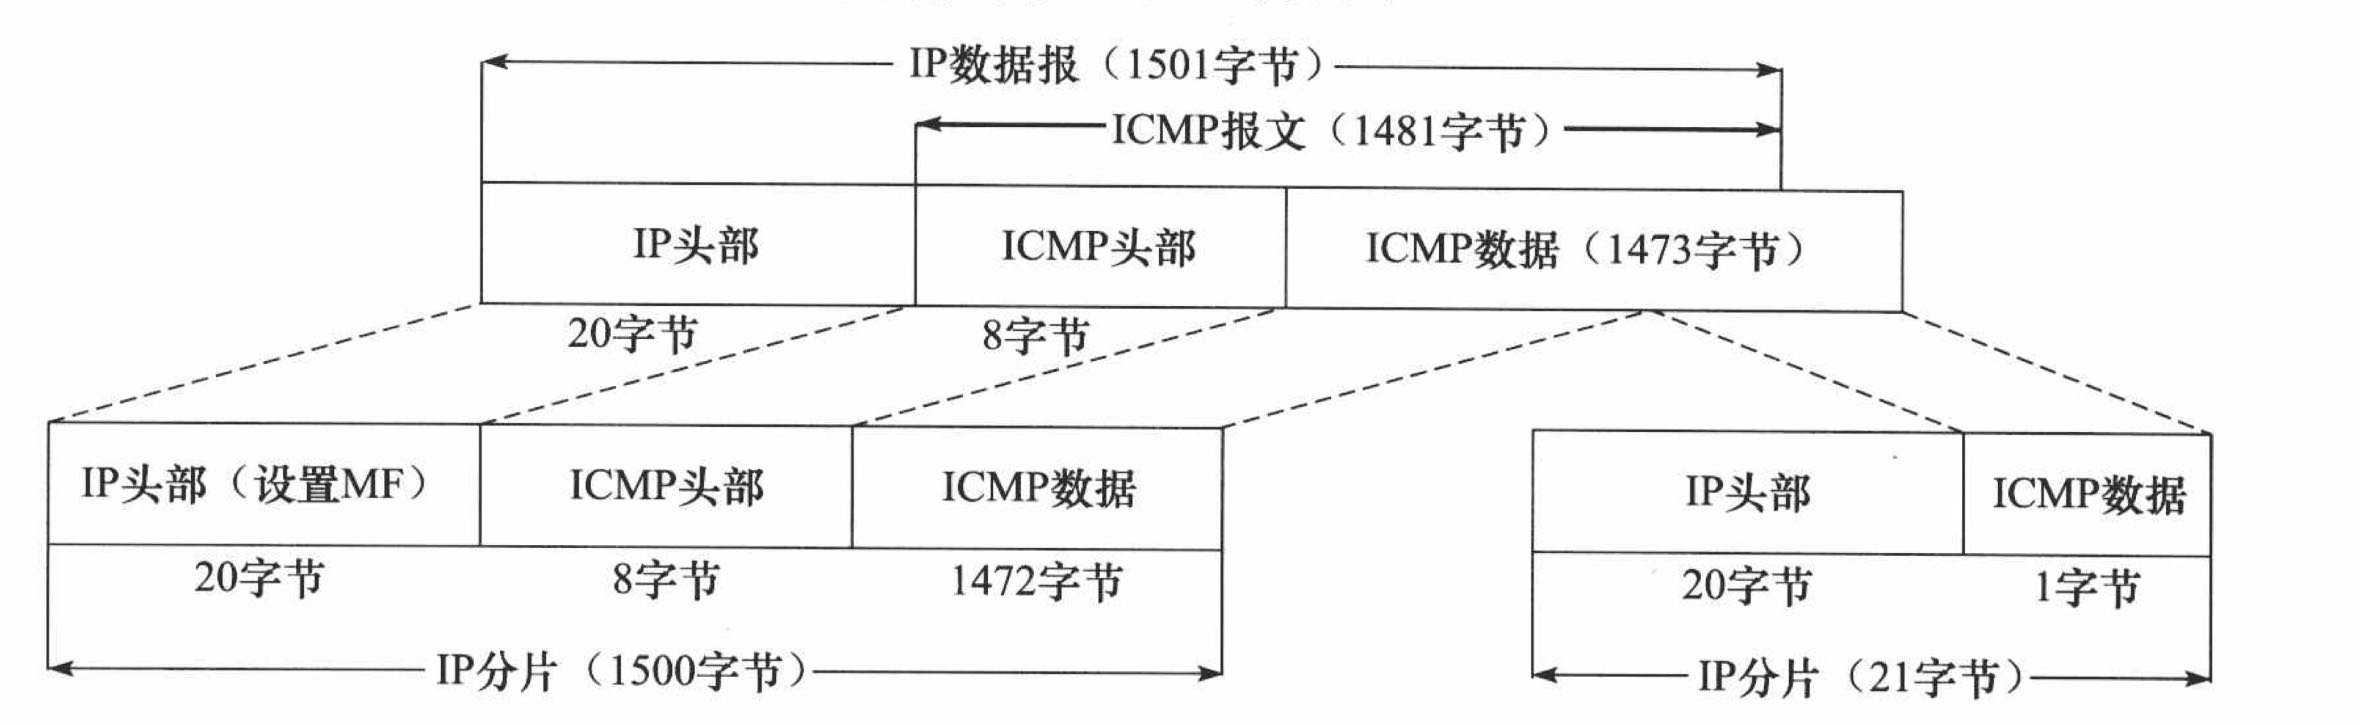 IP数据报（1501字节）
ICMP报文（1481字节）
IP头部 ICMP头部 ICMP数据（1473字节）
20字节 8字节
IP头部（设置MF） ICMP头部 ICMP数据 IP头部 ICMP数据
20字节 8字节 1472字节 20字节 1字节
IP分片（1500字节） IP分片（21字节）